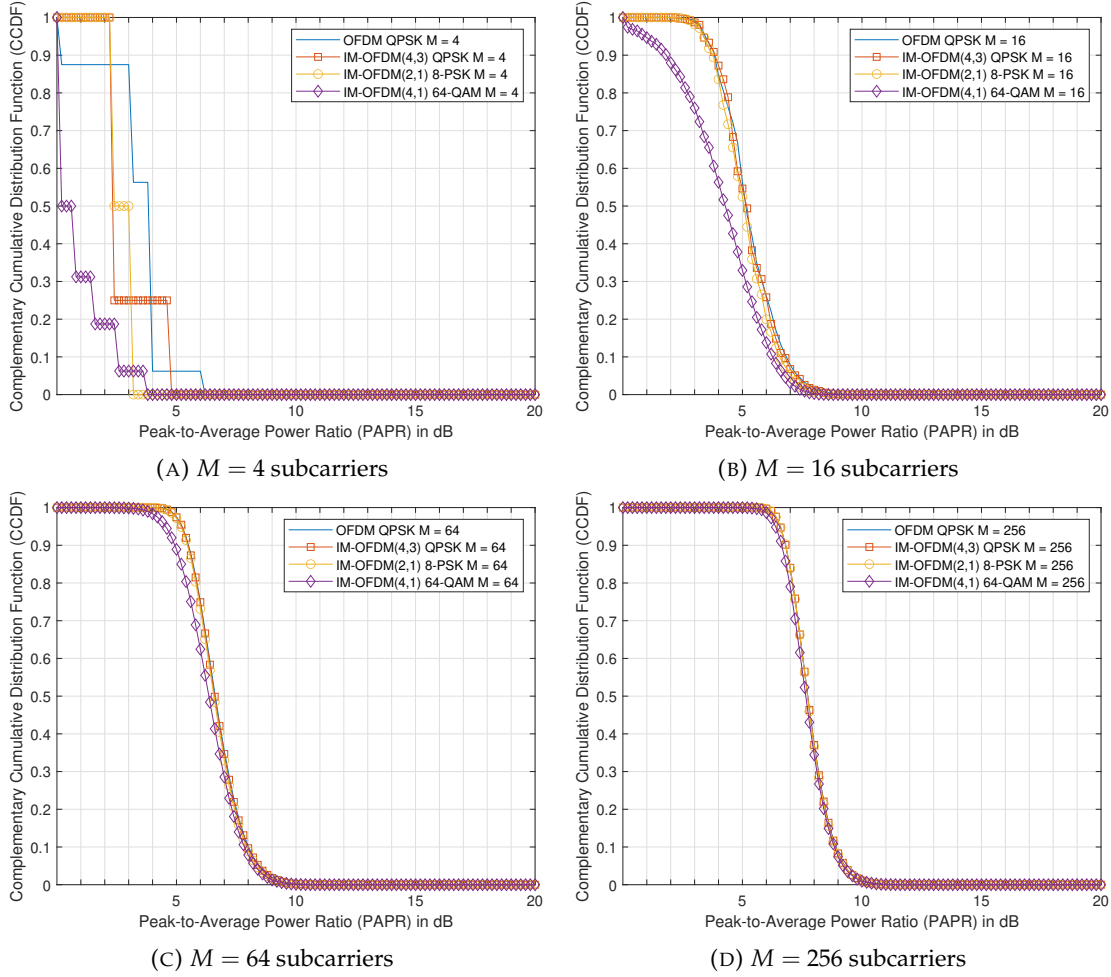 Complementary Cumulative Distribution Function (CCDF)
1
0.9
0.8
0.7
0.6
0.5
0.4
0.3
0.2
0.1
0
OFDM QPSK M = 4
IM-OFDM(4,3) QPSK M = 4
IM-OFDM(2,1) 8-PSK M = 4
IM-OFDM(4,1) 64-QAM M = 4
5 10 15 20
Peak-to-Average Power Ratio (PAPR) in dB
(A) M = 4 subcarriers
Complementary Cumulative Distribution Function (CCDF)
1
0.9
0.8
0.7
0.6
0.5
0.4
0.3
0.2
0.1
0
OFDM QPSK M = 16
IM-OFDM(4,3) QPSK M = 16
IM-OFDM(2,1) 8-PSK M = 16
IM-OFDM(4,1) 64-QAM M = 16
5 10 15 20
Peak-to-Average Power Ratio (PAPR) in dB
(B) M = 16 subcarriers
Complementary Cumulative Distribution Function (CCDF)
1
0.9
0.8
0.7
0.6
0.5
0.4
0.3
0.2
0.1
0
OFDM QPSK M = 64
IM-OFDM(4,3) QPSK M = 64
IM-OFDM(2,1) 8-PSK M = 64
IM-OFDM(4,1) 64-QAM M = 64
5 10 15 20
Peak-to-Average Power Ratio (PAPR) in dB
(C) M = 64 subcarriers
Complementary Cumulative Distribution Function (CCDF)
1
0.9
0.8
0.7
0.6
0.5
0.4
0.3
0.2
0.1
0
OFDM QPSK M = 256
IM-OFDM(4,3) QPSK M = 256
IM-OFDM(2,1) 8-PSK M = 256
IM-OFDM(4,1) 64-QAM M = 256
5 10 15 20
Peak-to-Average Power Ratio (PAPR) in dB
(D) M = 256 subcarriers